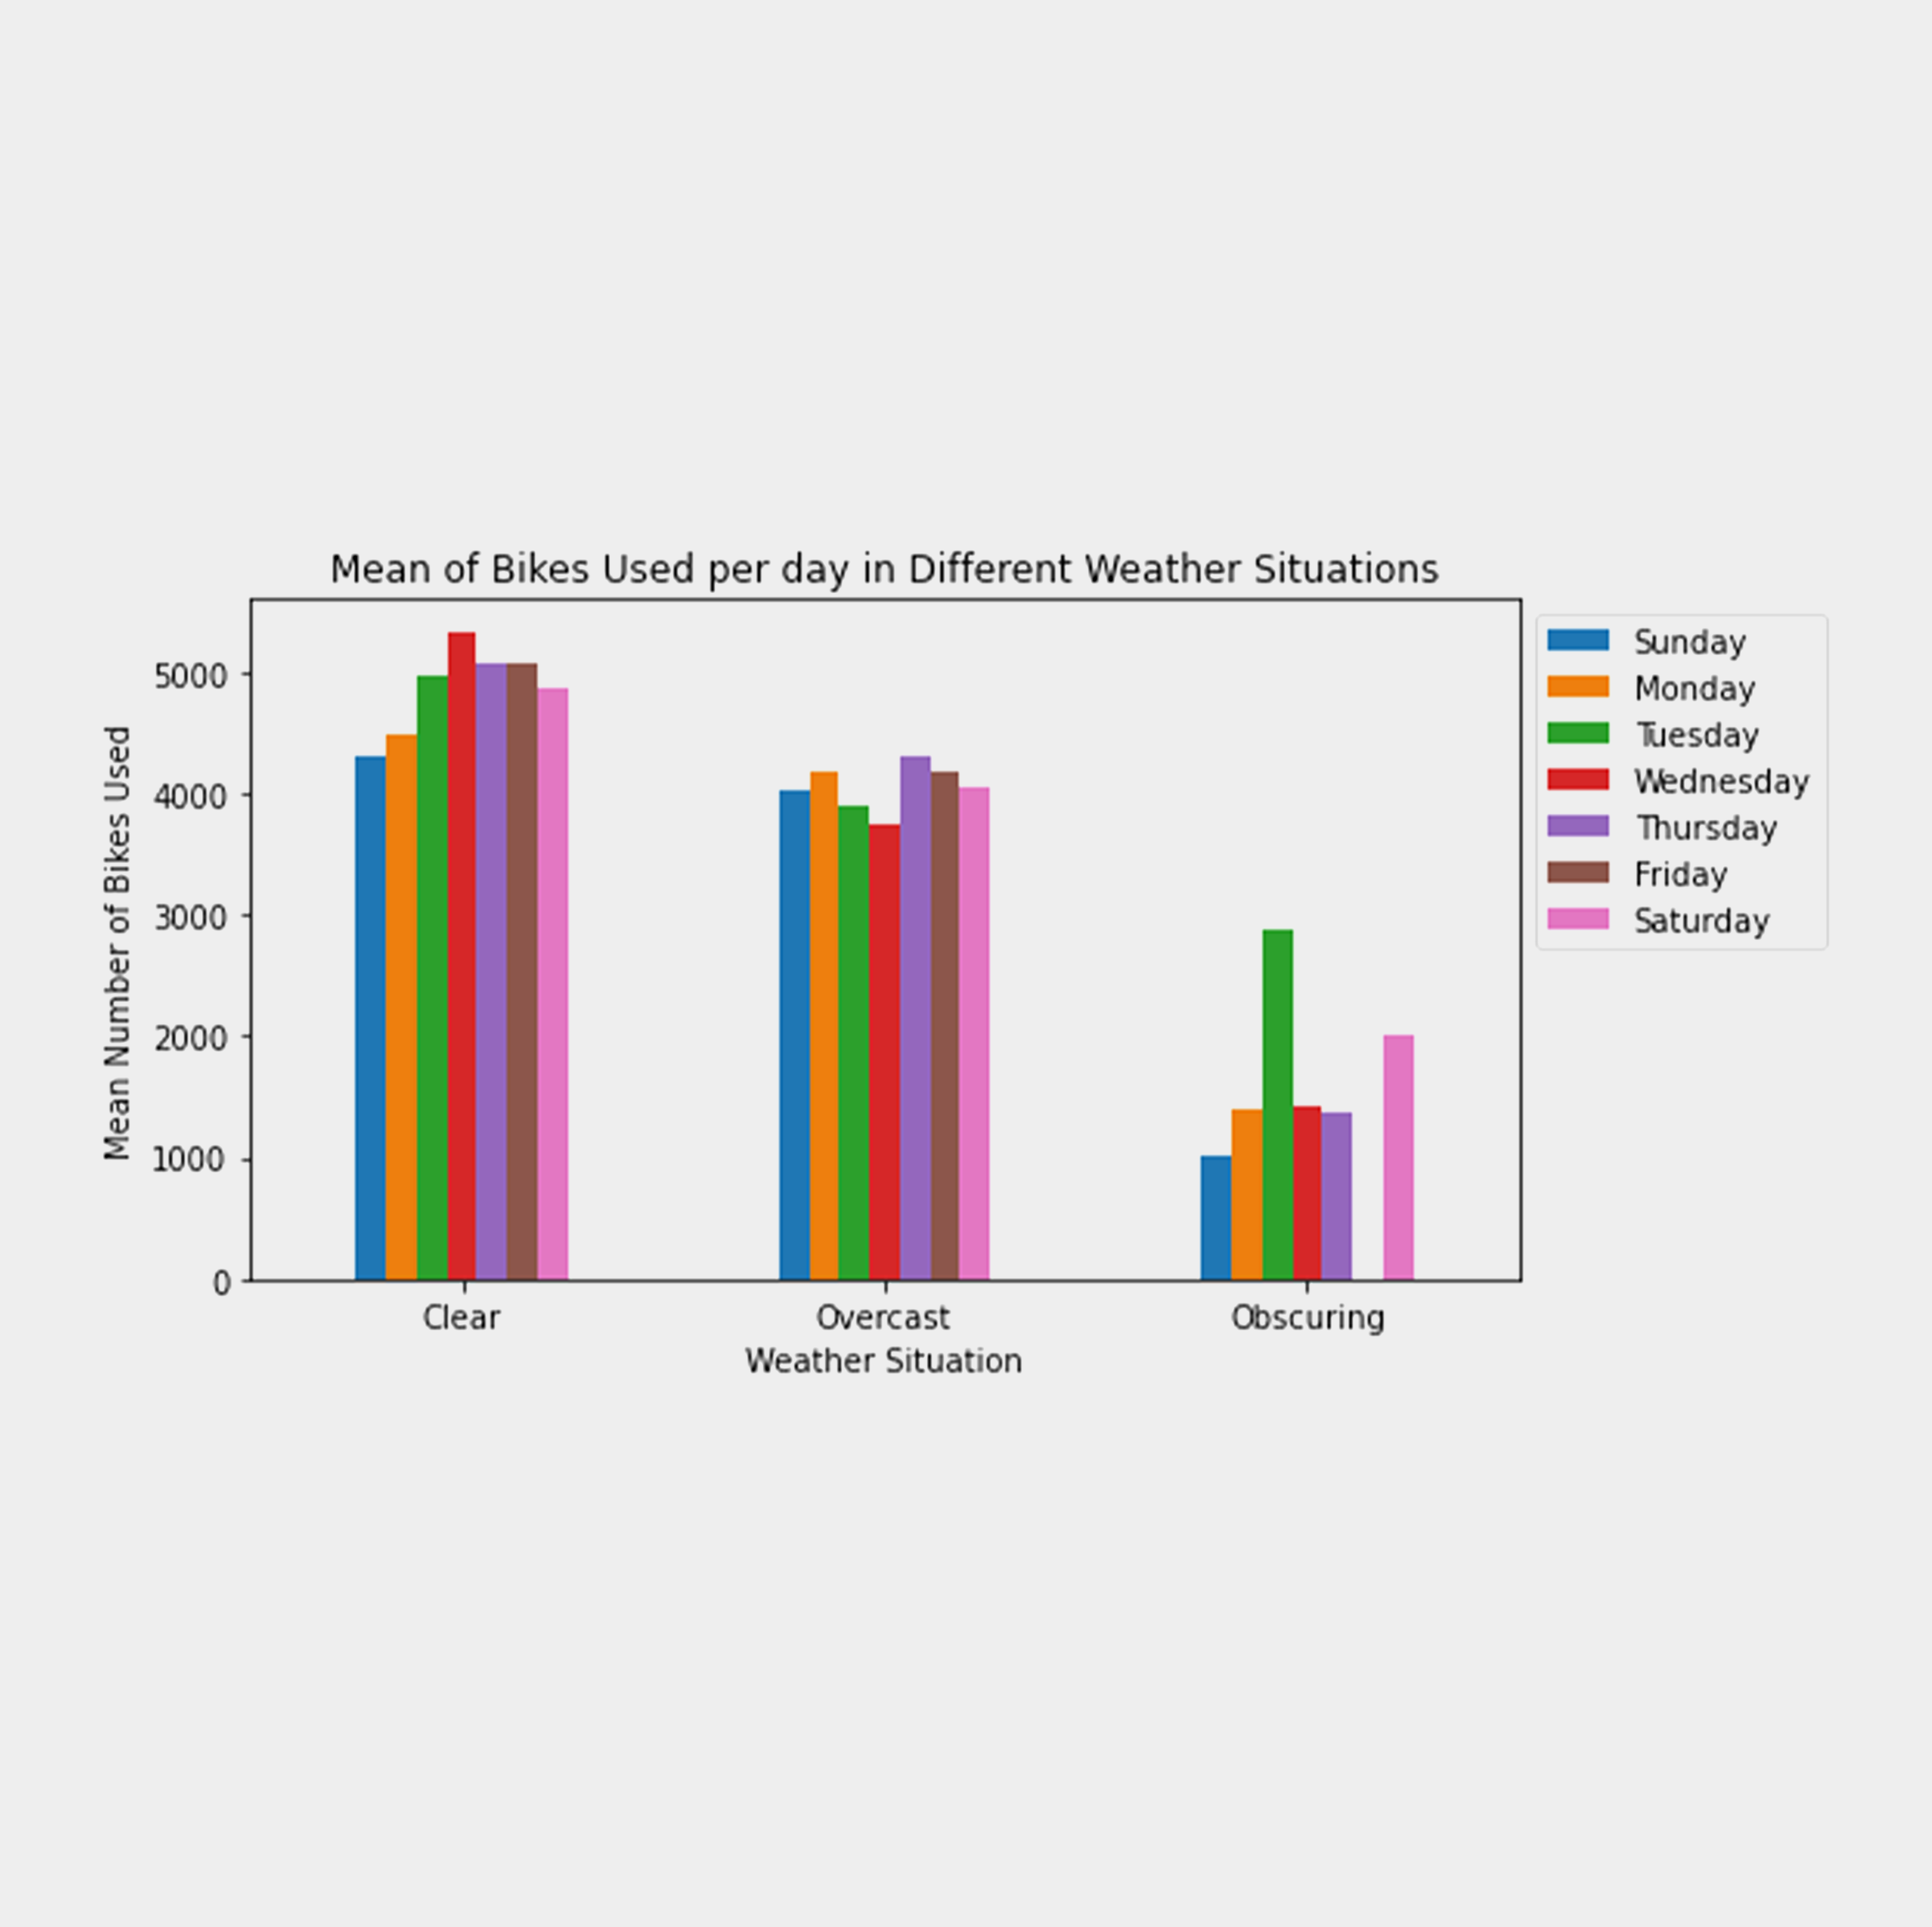 Mean of Bikes Used per day in Different Weather Situations
Mean Number of Bikes Used
5000
4000
3000
2000
1000
0
Clear
Overcast
Obscuring
Weather Situation
Sunday
Monday
Tuesday
Wednesday
Thursday
Friday
Saturday